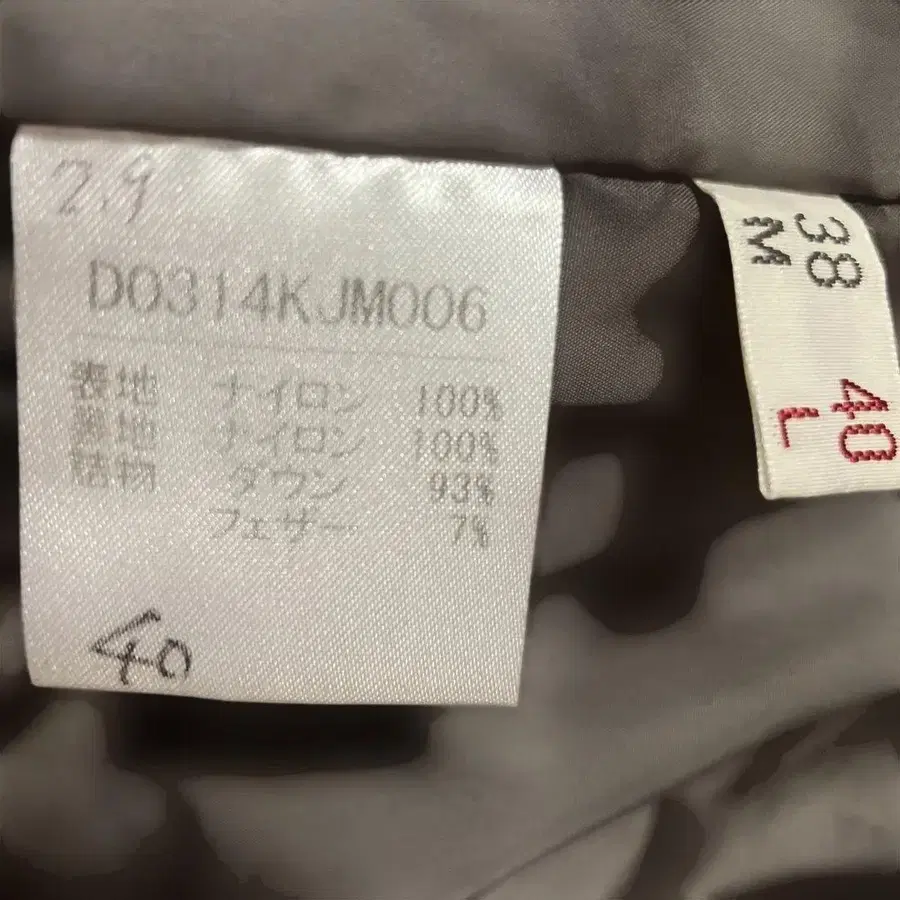 2.9
D0314KJM006
表地 ナイロン 100%
裏地 ナイロン 100%
詰物 ダウン 93%
フェザー 7%
40
38
M
40
L